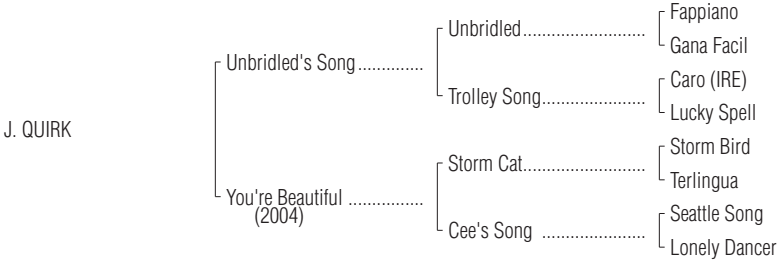 Fappiano
Unbridled..........................
Gana Facil
Unbridled's Song..............
Caro (IRE)
Trolley Song......................
Lucky Spell
J. QUIRK
Storm Bird
Storm Cat..........................
Terlingua
You're Beautiful ................
(2004)
Seattle Song
Cee's Song ......................
Lonely Dancer